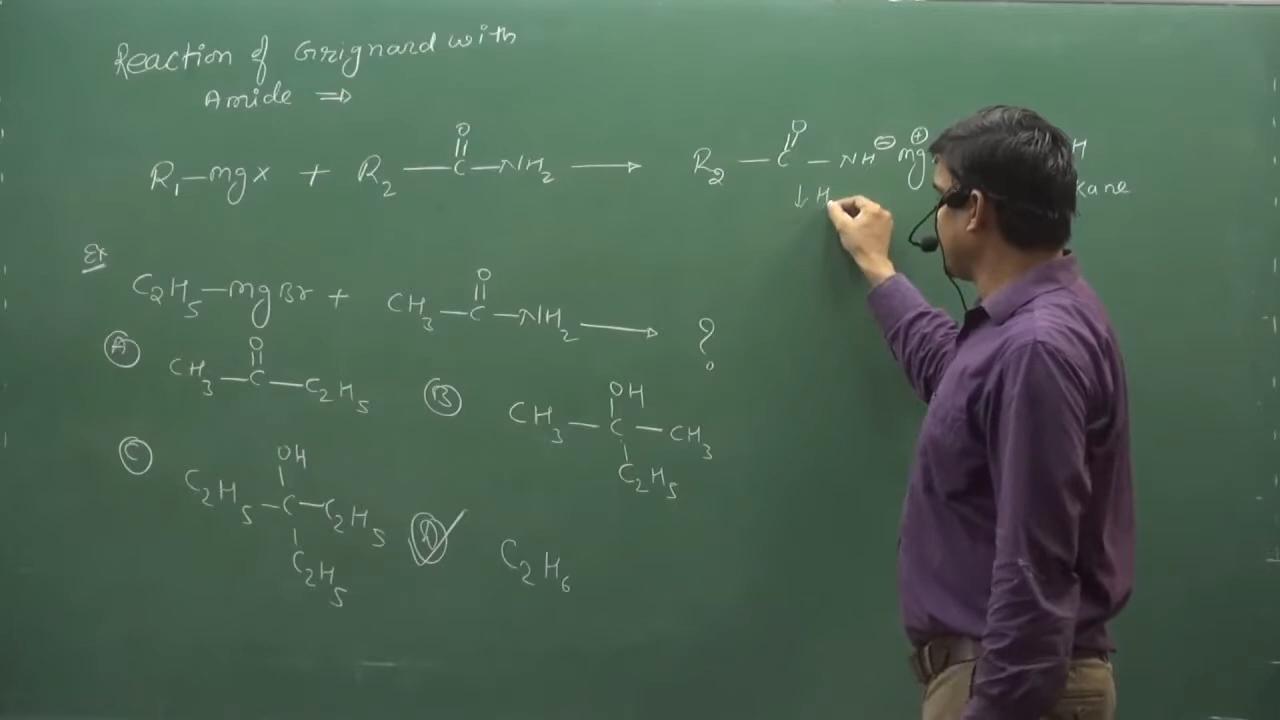 Reaction of Grignard with
Amide ⇒
R₁—mgx + R₂—C(=O)—NH₂ ⟶ R₂—C(=O)—NH⊖ mg⊕ H
↓ H kane
Ex
C₂H₅—mgBr + CH₃—C(=O)—NH₂ ⟶ ?
(A) CH₃—C(=O)—C₂H₅
(B) CH₃—C(OH)(C₂H₅)—CH₃
(C) C₂H₅—C(OH)(C₂H₅)—C₂H₅
(D) C₂H₆